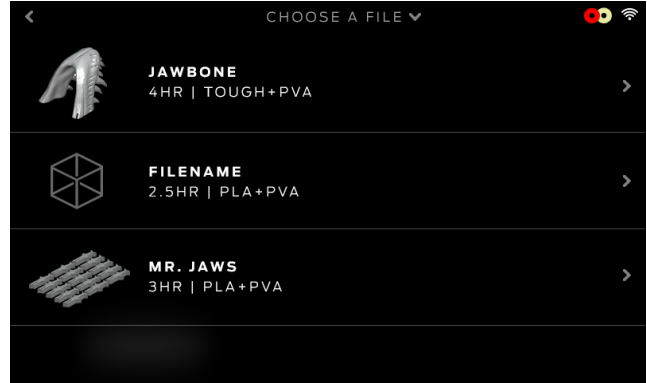 CHOOSE A FILE
JAWBONE
4HR | TOUGH+PVA
FILENAME
2.5HR | PLA+PVA
MR. JAWS
3HR | PLA+PVA